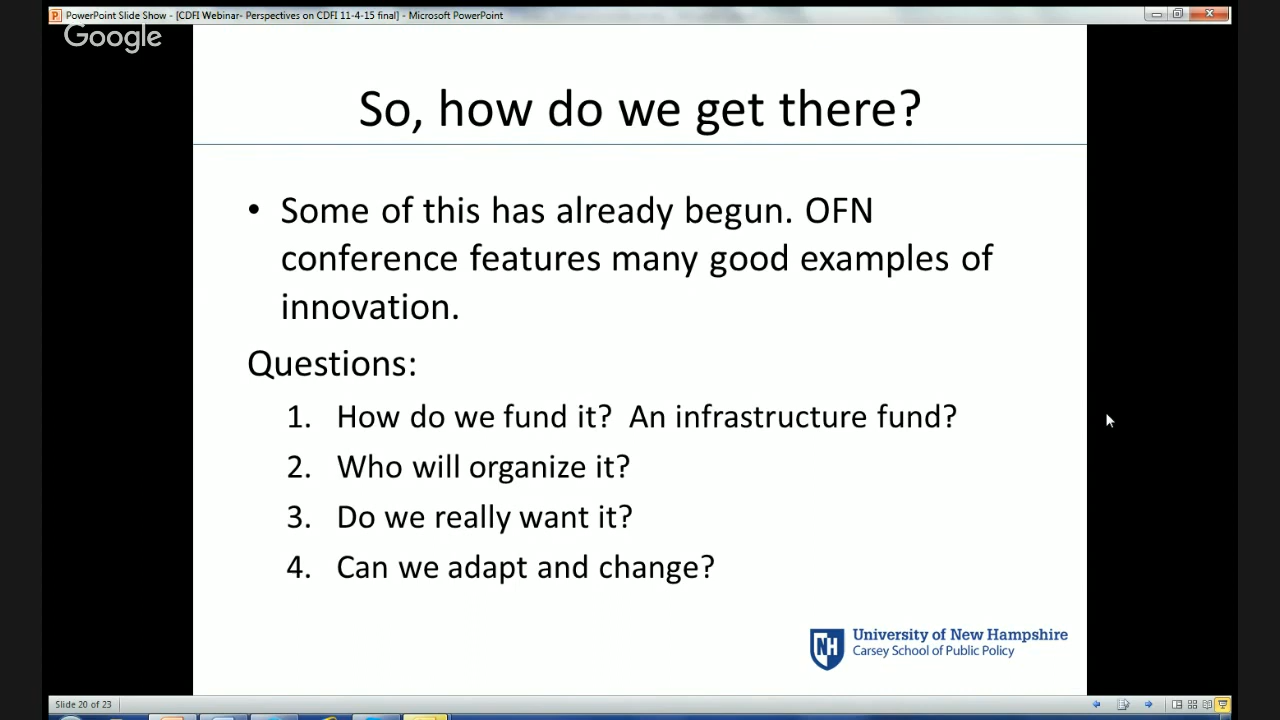 PowerPoint Slide Show - [CDFI Webinar- Perspectives on CDFI 11-4-15 final] - Microsoft PowerPoint
Google
So, how do we get there?
• Some of this has already begun. OFN
conference features many good examples of
innovation.
Questions:
1. How do we fund it? An infrastructure fund?
2. Who will organize it?
3. Do we really want it?
4. Can we adapt and change?
NH
University of New Hampshire
Carsey School of Public Policy
Slide 20 of 23